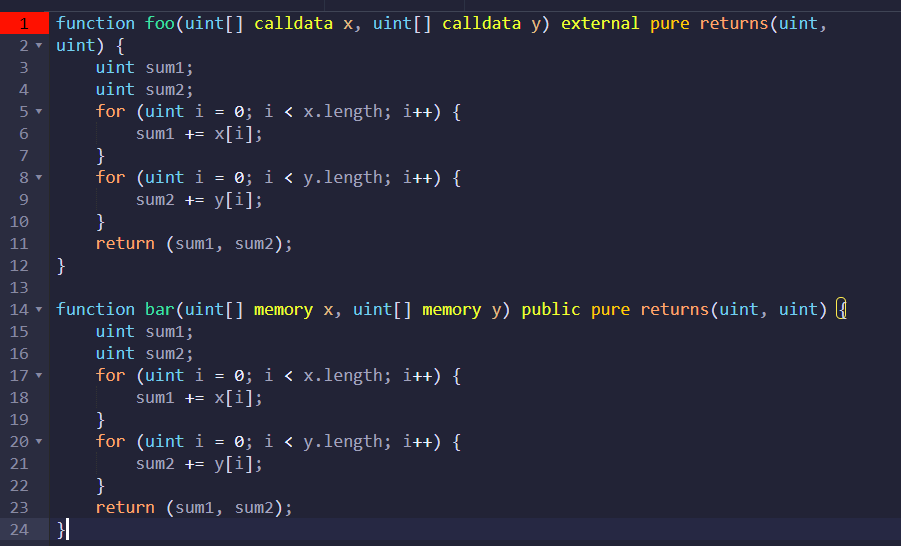 1 function foo(uint[] calldata x, uint[] calldata y) external pure returns(uint,
2 uint) {
3     uint sum1;
4     uint sum2;
5     for (uint i = 0; i < x.length; i++) {
6         sum1 += x[i];
7     }
8     for (uint i = 0; i < y.length; i++) {
9         sum2 += y[i];
10     }
11     return (sum1, sum2);
12 }
13
14 function bar(uint[] memory x, uint[] memory y) public pure returns(uint, uint) {
15     uint sum1;
16     uint sum2;
17     for (uint i = 0; i < x.length; i++) {
18         sum1 += x[i];
19     }
20     for (uint i = 0; i < y.length; i++) {
21         sum2 += y[i];
22     }
23     return (sum1, sum2);
24 }